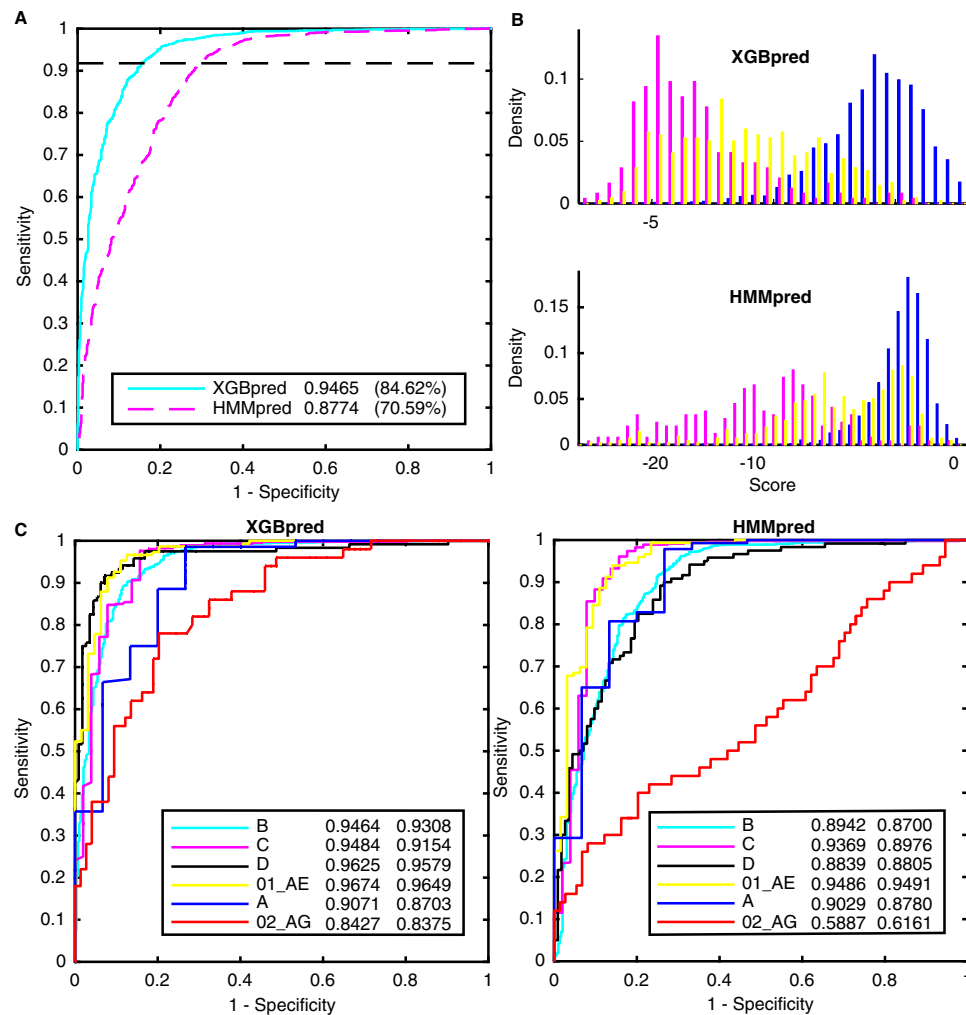 A
1
0.9
0.8
0.7
0.6
0.5
0.4
0.3
0.2
0.1
0
Sensitivity
XGBpred 0.9465 (84.62%)
HMMpred 0.8774 (70.59%)
0 0.2 0.4 0.6 0.8 1
1 - Specificity
B
XGBpred
0.1
0.05
0
Density
-5 0
HMMpred
0.15
0.1
0.05
0
Density
-20 -10 0
Score
C
XGBpred
1
0.9
0.8
0.7
0.6
0.5
0.4
0.3
0.2
0.1
0
Sensitivity
B 0.9464 0.9308
C 0.9484 0.9154
D 0.9625 0.9579
01_AE 0.9674 0.9649
A 0.9071 0.8703
02_AG 0.8427 0.8375
0 0.2 0.4 0.6 0.8 1
1 - Specificity
HMMpred
1
0.9
0.8
0.7
0.6
0.5
0.4
0.3
0.2
0.1
0
Sensitivity
B 0.8942 0.8700
C 0.9369 0.8976
D 0.8839 0.8805
01_AE 0.9486 0.9491
A 0.9029 0.8780
02_AG 0.5887 0.6161
0 0.2 0.4 0.6 0.8 1
1 - Specificity